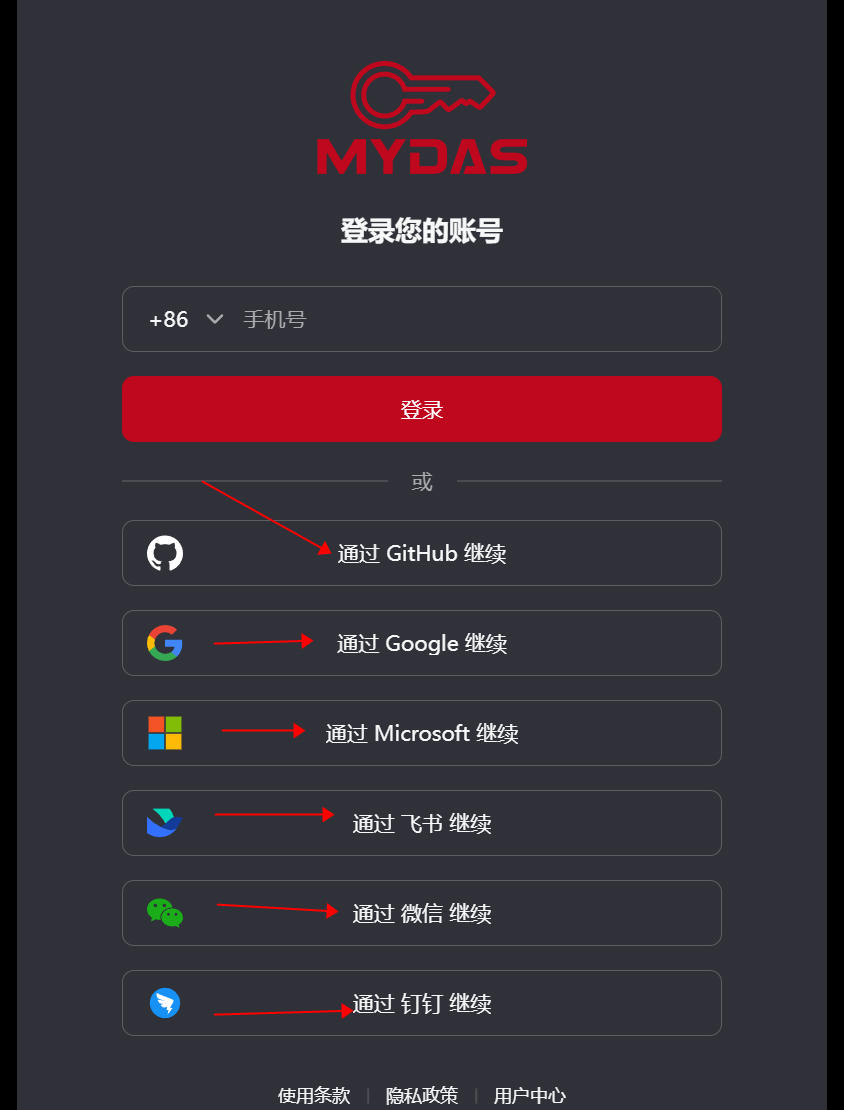 MYDAS
登录您的账号
+86 手机号
登录
或
通过 GitHub 继续
通过 Google 继续
通过 Microsoft 继续
通过 飞书 继续
通过 微信 继续
通过 钉钉 继续
使用条款 | 隐私政策 | 用户中心